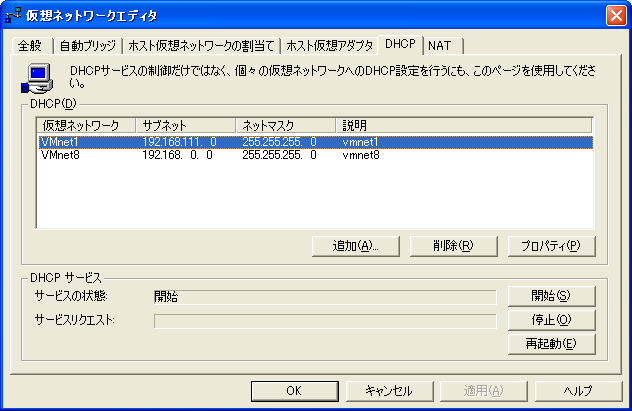 仮想ネットワークエディタ
全般 自動ブリッジ ホスト仮想ネットワークの割当て ホスト仮想アダプタ DHCP NAT
DHCPサービスの制御だけではなく、個々の仮想ネットワークへのDHCP設定を行うにも、このページを使用してくださ
い。
DHCP(D)
仮想ネットワーク サブネット ネットマスク 説明
VMnet1 192.168.111. 0 255.255.255. 0 vmnet1
VMnet8 192.168. 0. 0 255.255.255. 0 vmnet8
追加(A)... 削除(R) プロパティ(P)
DHCP サービス
サービスの状態: 開始 開始(S)
サービスリクエスト: 停止(O)
再起動(E)
OK キャンセル 適用(A) ヘルプ